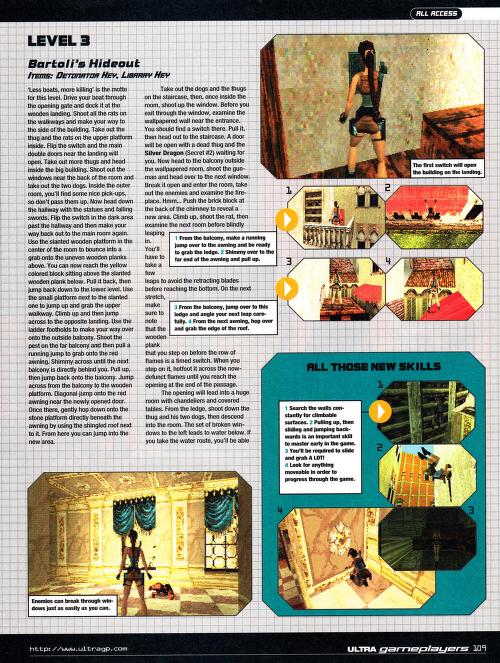 ALL ACCESS
LEVEL 3
Bartoli's Hideout
ITEMS: DETONATOR KEY, LIBRARY KEY
'Less boats, more killing' is the motto
for this level. Drive your boat through
the opening gate and dock it at the
wooden landing. Shoot all the rats on
the walkways and make your way to
the side of the building. Take out the
thug and the rats on the upper platform
inside. Flip the switch and the main
double doors near the landing will
open. Take out more thugs and head
inside the big building. Shoot out the
windows near the back of the room and
take out the two dogs. Inside the outer
room, you'll find some nice pick-ups,
so don't pass them up. Now head down
the hallway with the statues and falling
swords. Flip the switch in the dark area
past the hallway and then make your
way back out to the main room again.
Use the slanted wooden platform in the
center of the room to bounce into a
grab onto the uneven wooden planks
above. You can now reach the yellow
colored block sitting above the slanted
wooden plank below. Pull it back, then
jump back down to the lower level. Use
the small platform next to the slanted
one to jump up and grab the upper
walkway. Climb up and then jump
across to the opposite landing. Use the
ladder footholds to make your way over
onto the outside balcony. Shoot the
pest on the far balcony and then pull a
running jump to grab onto the red
awning. Shimmy across until the next
balcony is directly behind you. Pull up,
then jump back onto the balcony. Jump
across from the balcony to the wooden
platform. Diagonal jump onto the red
awning near the newly opened door.
Once there, gently hop down onto the
stone platform directly beneath the
awning by using the shingled roof next
to it. From here you can jump into the
new area.
Take out the dogs and the thugs
on the staircase, then, once inside the
room, shoot up the window. Before you
exit through the window, examine the
wallpapered wall near the entrance.
You should find a switch there. Pull it,
then head out to the staircase. A door
will be open with a dead thug and the
Silver Dragon (Secret #2) waiting for
you. Now head to the balcony outside
the wallpapered room, shoot the gun-
man and head over to the next window.
Break it open and enter the room, take
out the enemies and examine the fire-
place. Hmm... Push the brick block at
the back of the chimney to reveal a
new area. Climb up, shoot the rat, then
examine the next room before blindly
leaping
in.
You'll
have to
take a
few
leaps to avoid the retracting blades
before reaching the bottom. On the next
stretch,
make
sure to
note
that the
wooden
plank
that you step on before the row of
flames is a timed switch. When you
step on it, hotfoot it across the now-
defunct flames until you reach the
opening at the end of the passage.
The opening will lead into a huge
room with chandeliers and covered
tables. From the ledge, shoot down the
thug and his two dogs, then descend
into the room. The set of broken win-
dows to the left leads to water below. If
you take the water route, you'll be able
1 From the balcony, make a running
jump over to the awning and be ready
to grab the ledge. 2 Shimmy over to the
far end of the awning and pull up.
3 From the balcony, jump over to this
ledge and angle your next leap care-
fully. 4 From the next awning, hop over
and grab the edge of the roof.
The first switch will open
the building on the landing.
1
2
3
4
ALL THOSE NEW SKILLS
1 Search the walls con-
stantly for climbable
surfaces. 2 Pulling up, then
sliding and jumping back-
wards is an important skill
to master early in the game.
3 You'll be required to slide
and grab A LOT!
4 Look for anything
moveable in order to
progress through the game.
1
2
3
4
Enemies can break through win-
dows just as easily as you can.
http://www.ultragp.com
ULTRA gameplayers 109